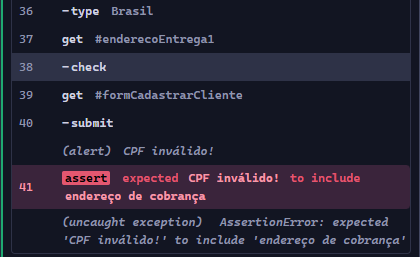 36 -type Brasil
37 get #enderecoEntrega1
38 -check
39 get #formCadastrarCliente
40 -submit
(alert) CPF inválido!
41 assert expected CPF inválido! to include
endereço de cobrança
(uncaught exception) AssertionError: expected
'CPF inválido!' to include 'endereço de cobrança'